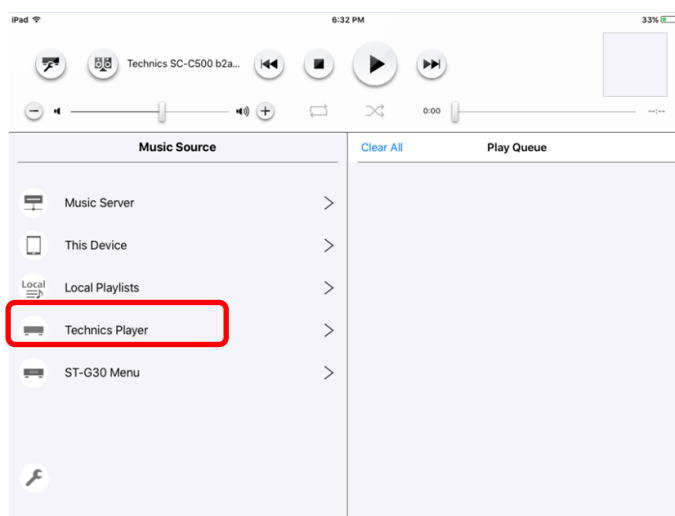 iPad 6:32 PM 33%
Technics SC-C500 b2a...
0:00 --:--
Music Source
Clear All Play Queue
Music Server
This Device
Local
Local Playlists
Technics Player
ST-G30 Menu